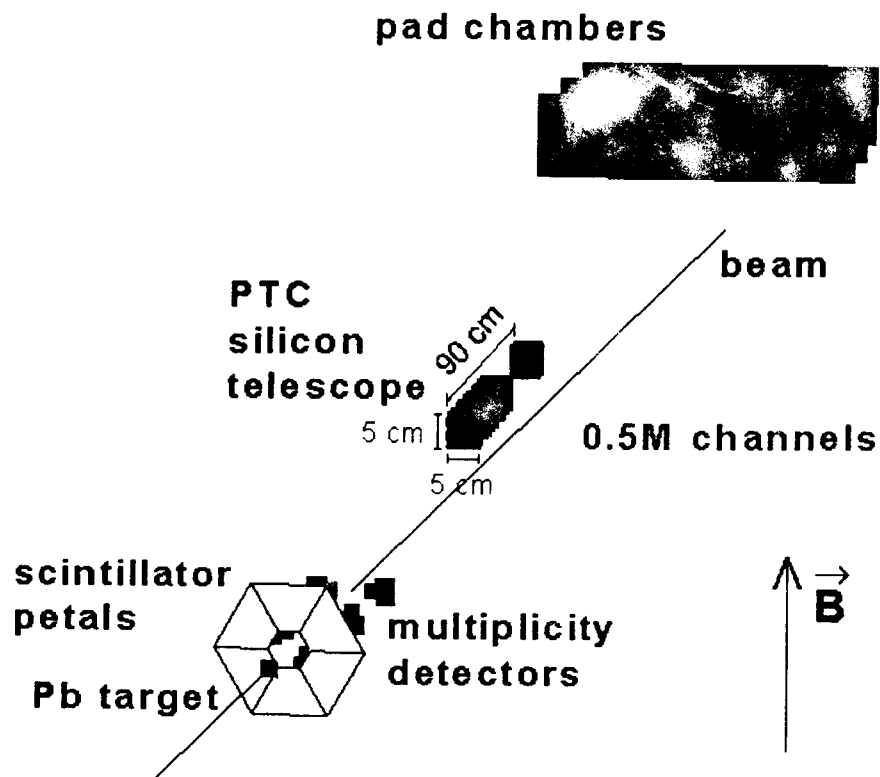 pad chambers
beam
PTC
silicon
telescope
90 cm
5 cm
5 cm
0.5M channels
scintillator
petals
multiplicity
detectors
Pb target
B